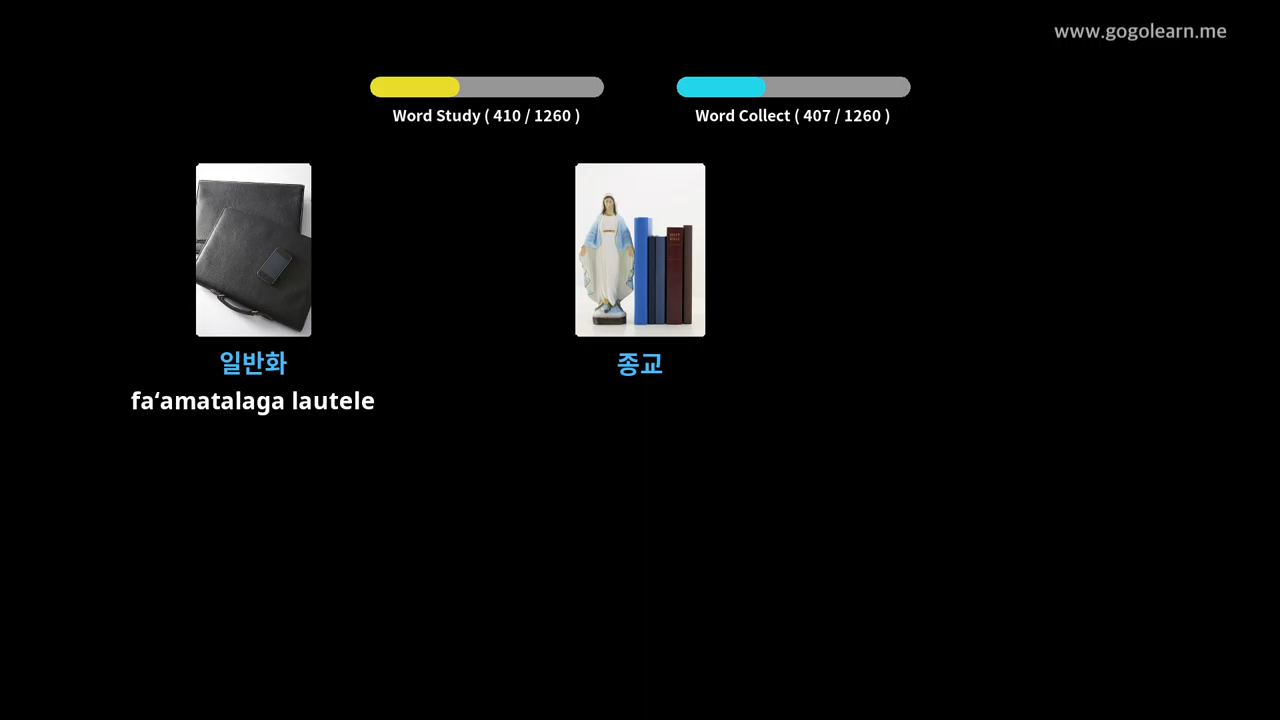 www.gogolearn.me
Word Study ( 410 / 1260 )
Word Collect ( 407 / 1260 )
일반화
종교
fa‘amatalaga lautele